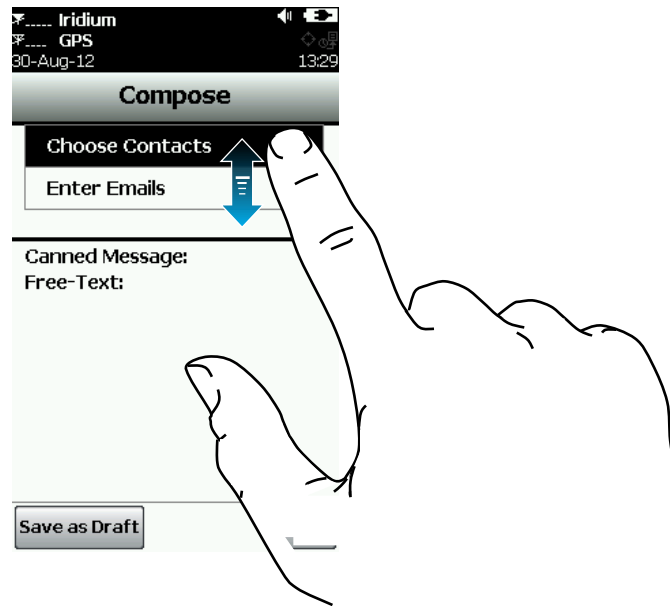 Iridium
GPS
30-Aug-12 13:29
Compose
Choose Contacts
Enter Emails
Canned Message:
Free-Text:
Save as Draft